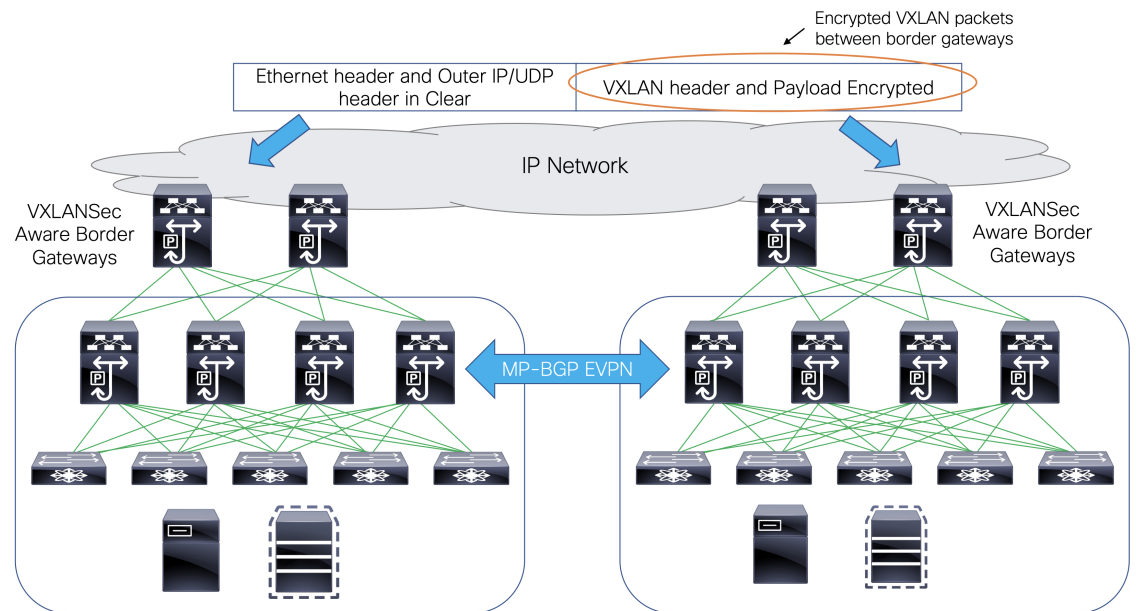 Encrypted VXLAN packets
between border gateways
Ethernet header and Outer IP/UDP
header in Clear
VXLAN header and Payload Encrypted
IP Network
VXLANSec
Aware Border
Gateways
VXLANSec
Aware Border
Gateways
P
P
P
P
P
P
P
P
MP-BGP EVPN
P
P
P
P